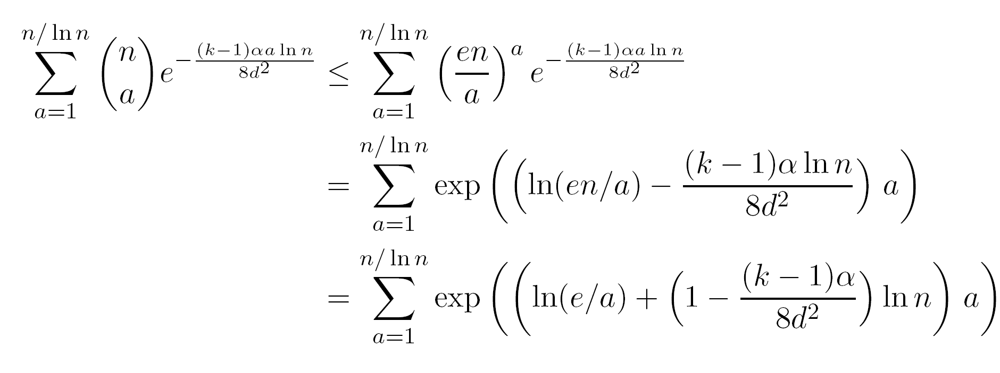 \sum_{a=1}^{n/\ln n} \binom{n}{a} e^{-\frac{(k-1)\alpha a \ln n}{8d^2}} \leq \sum_{a=1}^{n/\ln n} \left(\frac{en}{a}\right)^a e^{-\frac{(k-1)\alpha a \ln n}{8d^2}}
= \sum_{a=1}^{n/\ln n} \exp\left(\left(\ln(en/a) - \frac{(k-1)\alpha \ln n}{8d^2}\right) a\right)
= \sum_{a=1}^{n/\ln n} \exp\left(\left(\ln(e/a) + \left(1 - \frac{(k-1)\alpha}{8d^2}\right) \ln n\right) a\right)